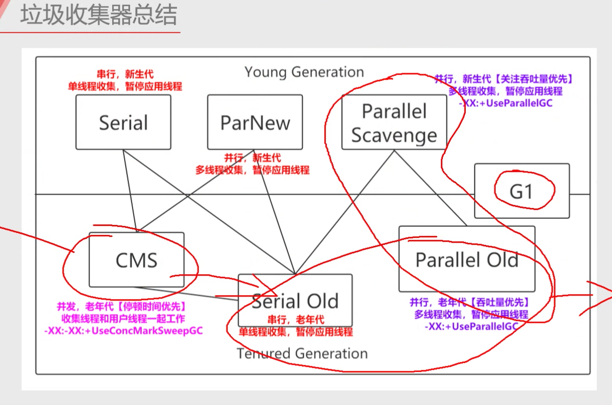 垃圾收集器总结
Young Generation
串行，新生代
单线程收集，暂停应用线程
并行，新生代【关注吞吐量优先】
多线程收集，暂停应用线程
-XX:+UseParallelGC
Serial
ParNew
Parallel
Scavenge
并行，新生代
多线程收集，暂停应用线程
G1
CMS
Serial Old
Parallel Old
并发，老年代【停顿时间优先】
收集线程和用户线程一起工作
-XX:-XX:+UseConcMarkSweepGC
串行，老年代
单线程收集，暂停应用线程
并行，老年代【吞吐量优先】
多线程收集，暂停应用线程
-XX:+UseParallelGC
Tenured Generation